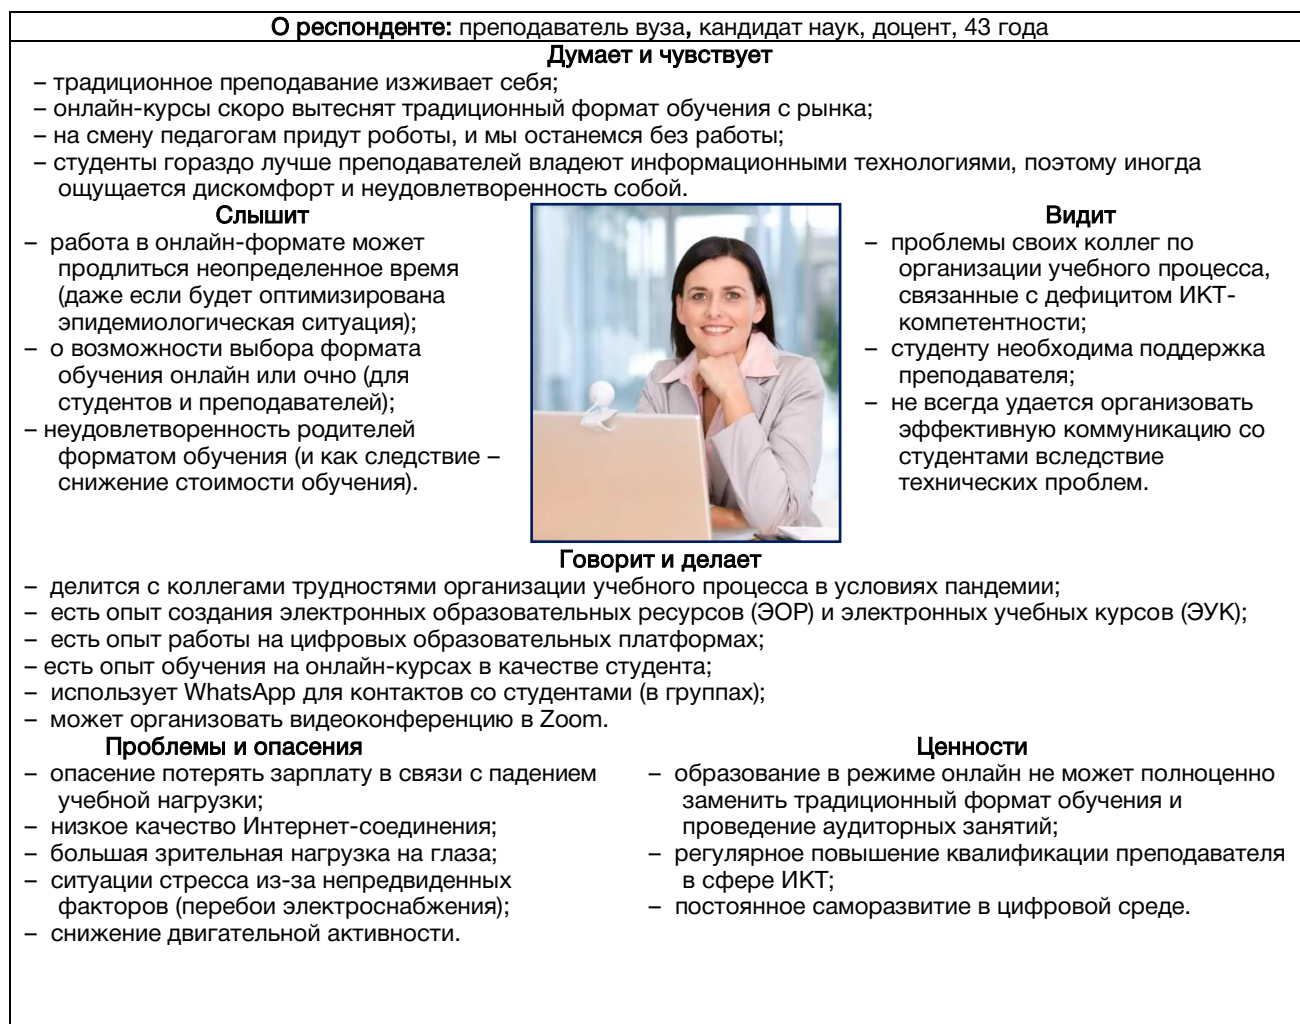 О респонденте: преподаватель вуза, кандидат наук, доцент, 43 года
Думает и чувствует
– традиционное преподавание изживает себя;
– онлайн-курсы скоро вытеснят традиционный формат обучения с рынка;
– на смену педагогам придут роботы, и мы останемся без работы;
– студенты гораздо лучше преподавателей владеют информационными технологиями, поэтому иногда
ощущается дискомфорт и неудовлетворенность собой.
Слышит
– работа в онлайн-формате может
продлиться неопределенное время
(даже если будет оптимизирована
эпидемиологическая ситуация);
– о возможности выбора формата
обучения онлайн или очно (для
студентов и преподавателей);
– неудовлетворенность родителей
форматом обучения (и как следствие –
снижение стоимости обучения).
Видит
– проблемы своих коллег по
организации учебного процесса,
связанные с дефицитом ИКТ-
компетентности;
– студенту необходима поддержка
преподавателя;
– не всегда удается организовать
эффективную коммуникацию со
студентами вследствие
технических проблем.
Говорит и делает
– делится с коллегами трудностями организации учебного процесса в условиях пандемии;
– есть опыт создания электронных образовательных ресурсов (ЭОР) и электронных учебных курсов (ЭУК);
– есть опыт работы на цифровых образовательных платформах;
– есть опыт обучения на онлайн-курсах в качестве студента;
– использует WhatsApp для контактов со студентами (в группах);
– может организовать видеоконференцию в Zoom.
Проблемы и опасения
– опасение потерять зарплату в связи с падением
учебной нагрузки;
– низкое качество Интернет-соединения;
– большая зрительная нагрузка на глаза;
– ситуации стресса из-за непредвиденных
факторов (перебои электроснабжения);
– снижение двигательной активности.
Ценности
– образование в режиме онлайн не может полноценно
заменить традиционный формат обучения и
проведение аудиторных занятий;
– регулярное повышение квалификации преподавателя
в сфере ИКТ;
– постоянное саморазвитие в цифровой среде.